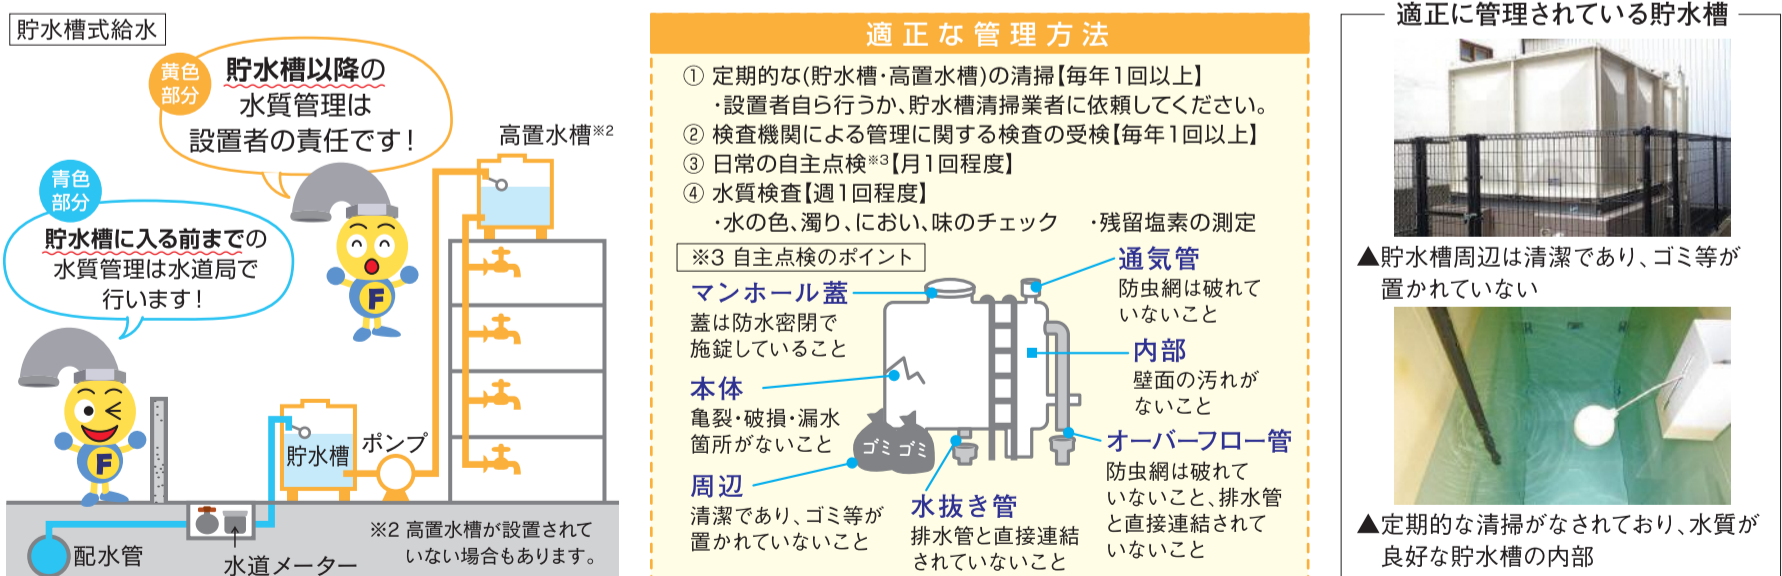 貯水槽式給水
黄色
部分
貯水槽以降の
水質管理は
設置者の責任です！
高置水槽※2
青色
部分
貯水槽に入る前までの
水質管理は水道局で
行います！
F
F
貯水槽
ポンプ
配水管
水道メーター
※2 高置水槽が設置されて
いない場合もあります。
適正な管理方法
① 定期的な(貯水槽・高置水槽)の清掃【毎年1回以上】
・設置者自ら行うか、貯水槽清掃業者に依頼してください。
② 検査機関による管理に関する検査の受検【毎年1回以上】
③ 日常の自主点検※3【月1回程度】
④ 水質検査【週1回程度】
・水の色、濁り、におい、味のチェック ・残留塩素の測定
※3 自主点検のポイント
マンホール蓋
蓋は防水密閉で
施錠していること
本体
亀裂・破損・漏水
箇所がないこと
ゴミ ゴミ
周辺
清潔であり、ゴミ等が
置かれていないこと
水抜き管
排水管と直接連結
されていないこと
通気管
防虫網は破れて
いないこと
内部
壁面の汚れが
ないこと
オーバーフロー管
防虫網は破れて
いないこと、排水管
と直接連結されて
いないこと
適正に管理されている貯水槽
▲貯水槽周辺は清潔であり、ゴミ等が
置かれていない
▲定期的な清掃がなされており、水質が
良好な貯水槽の内部